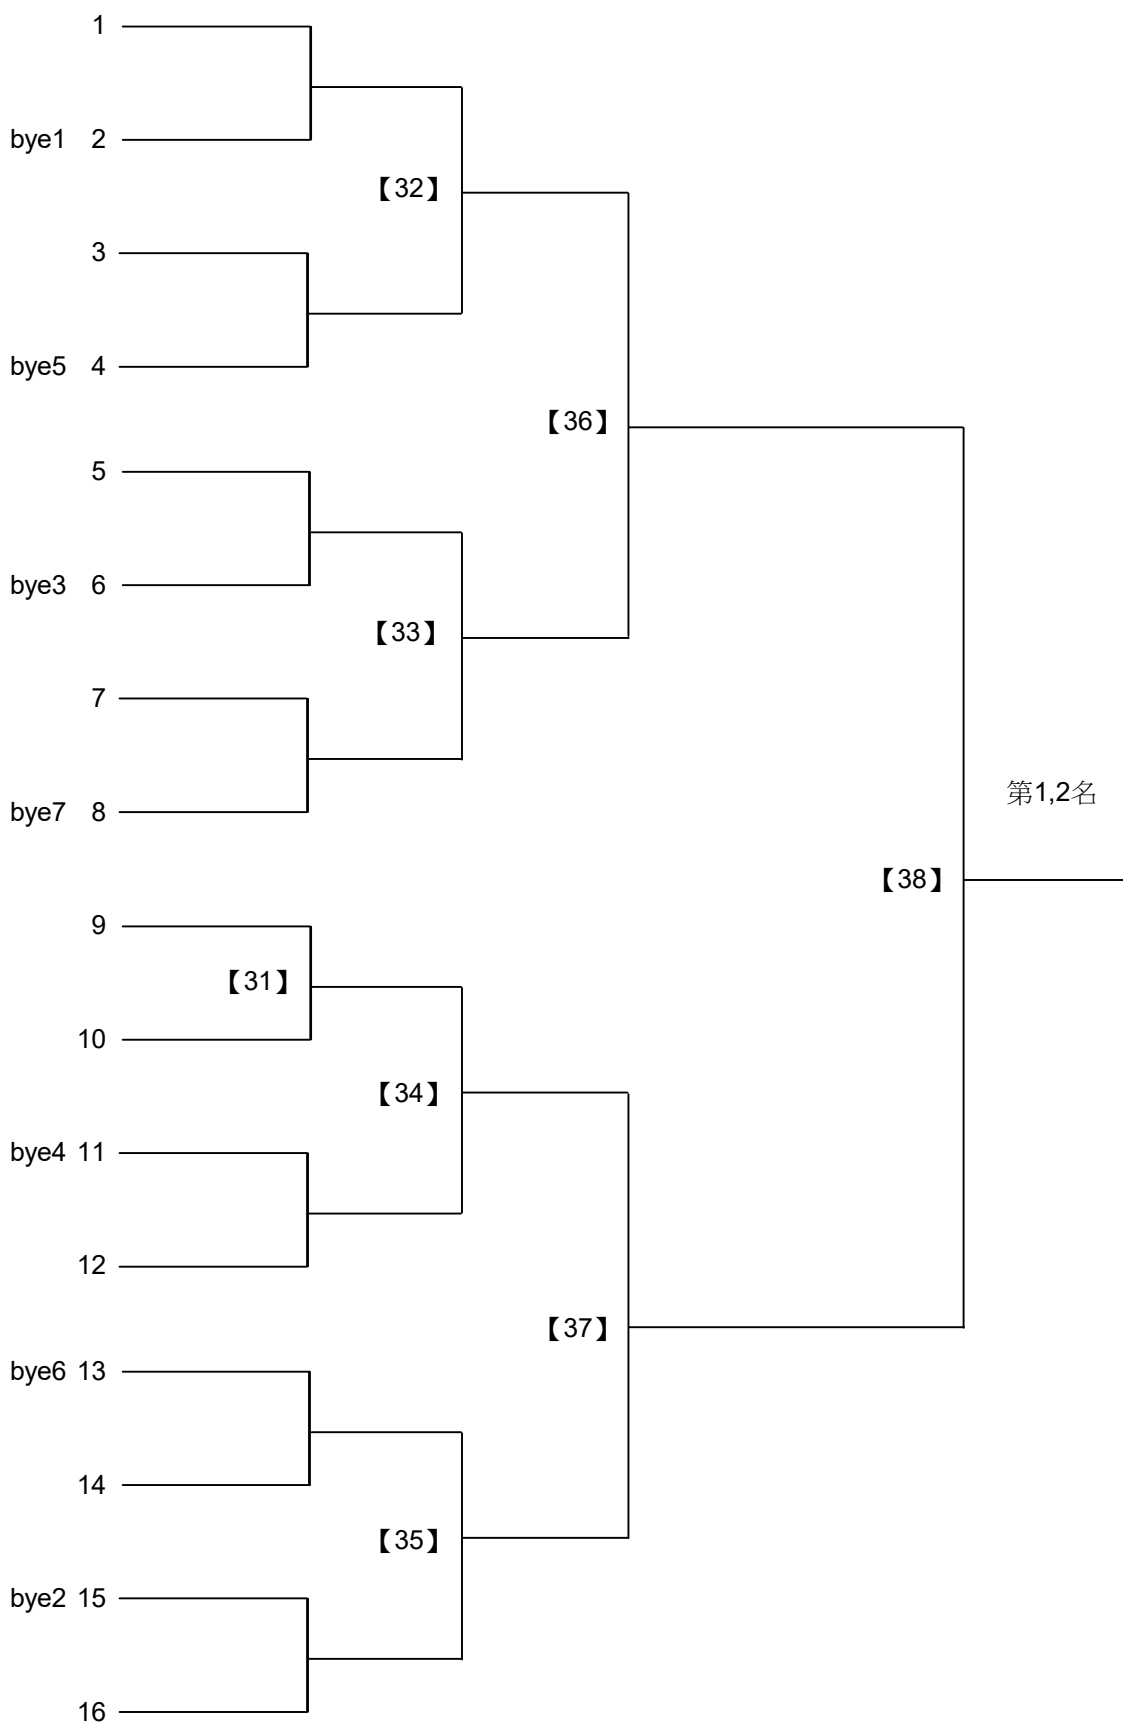 1
bye1 2
【32】
3
bye5 4
【36】
5
bye3 6
【33】
7
第1,2名
bye7 8
【38】
9
【31】
10
【34】
bye4 11
12
【37】
bye6 13
14
【35】
bye2 15
16